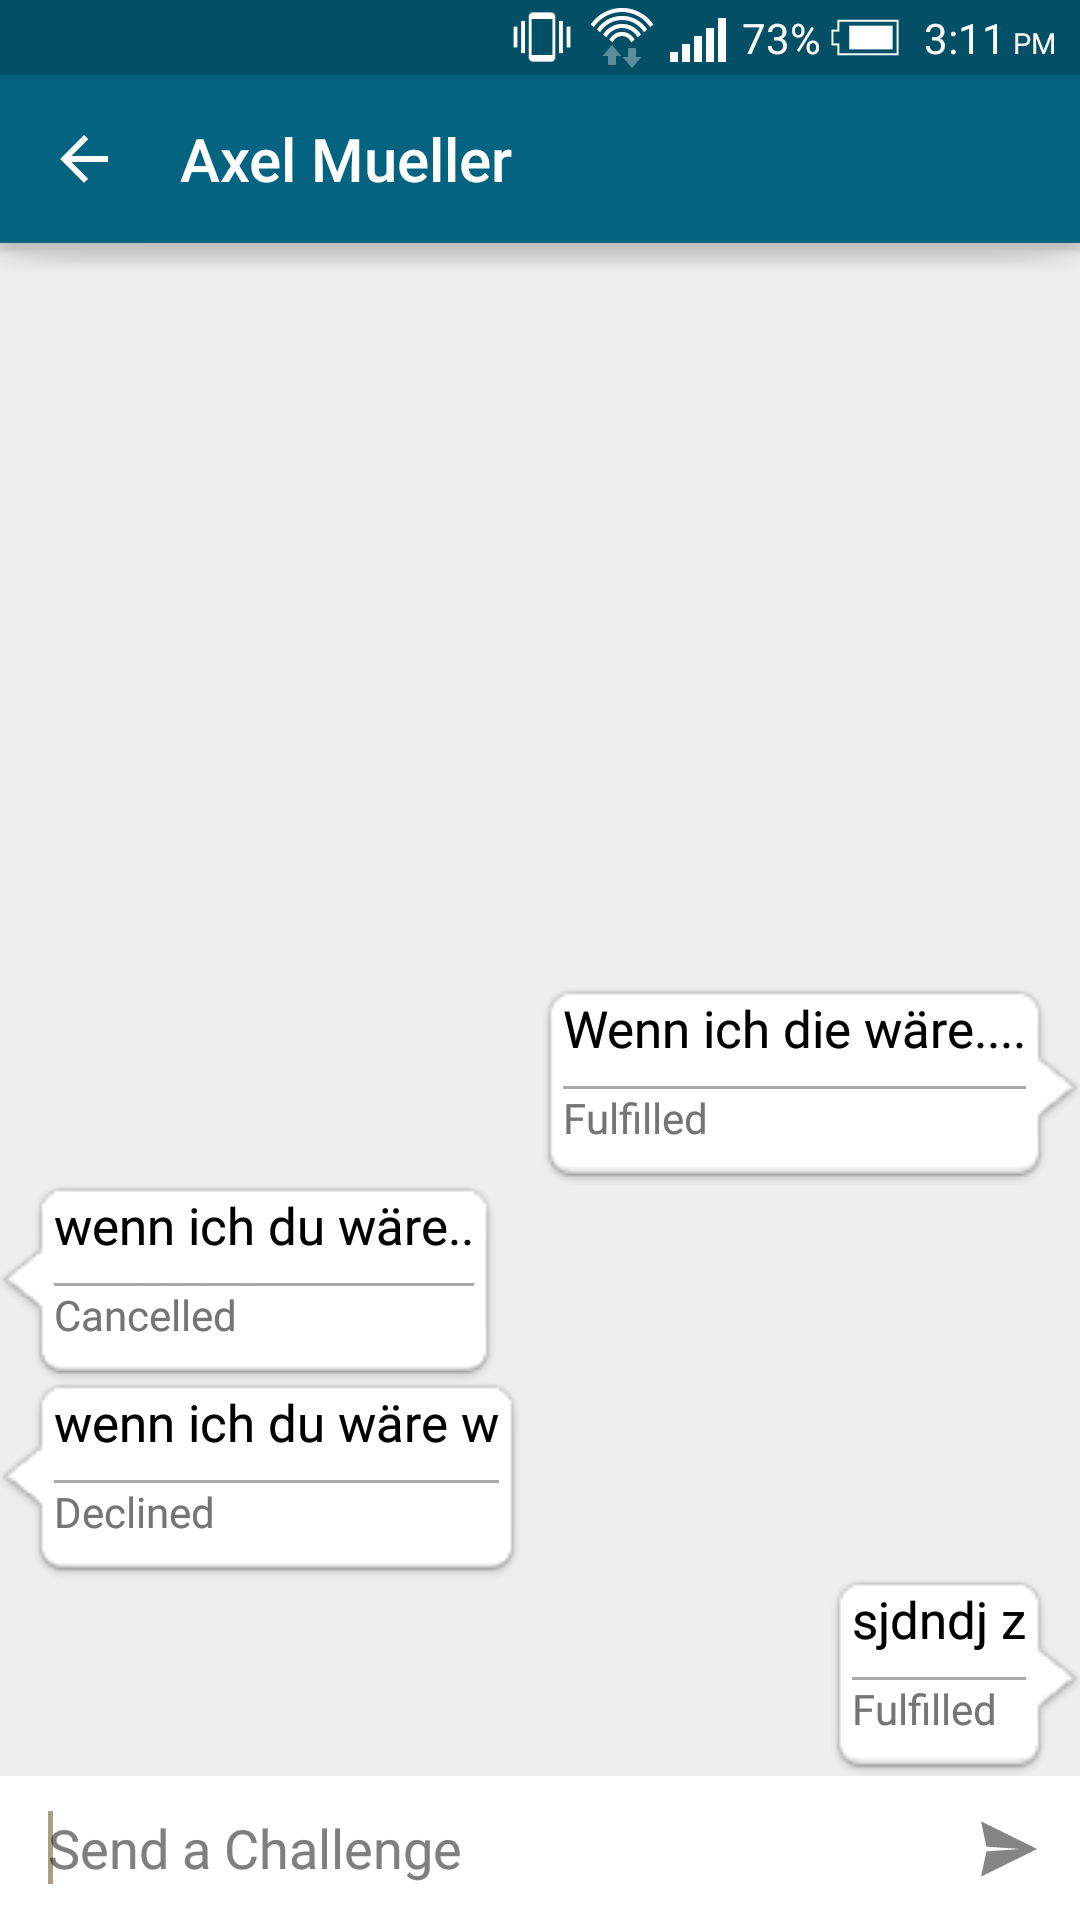 73% 3:11 PM
Axel Mueller
Wenn ich die wäre....
Fulfilled
wenn ich du wäre..
Cancelled
wenn ich du wäre w
Declined
sjdndj z
Fulfilled
Send a Challenge